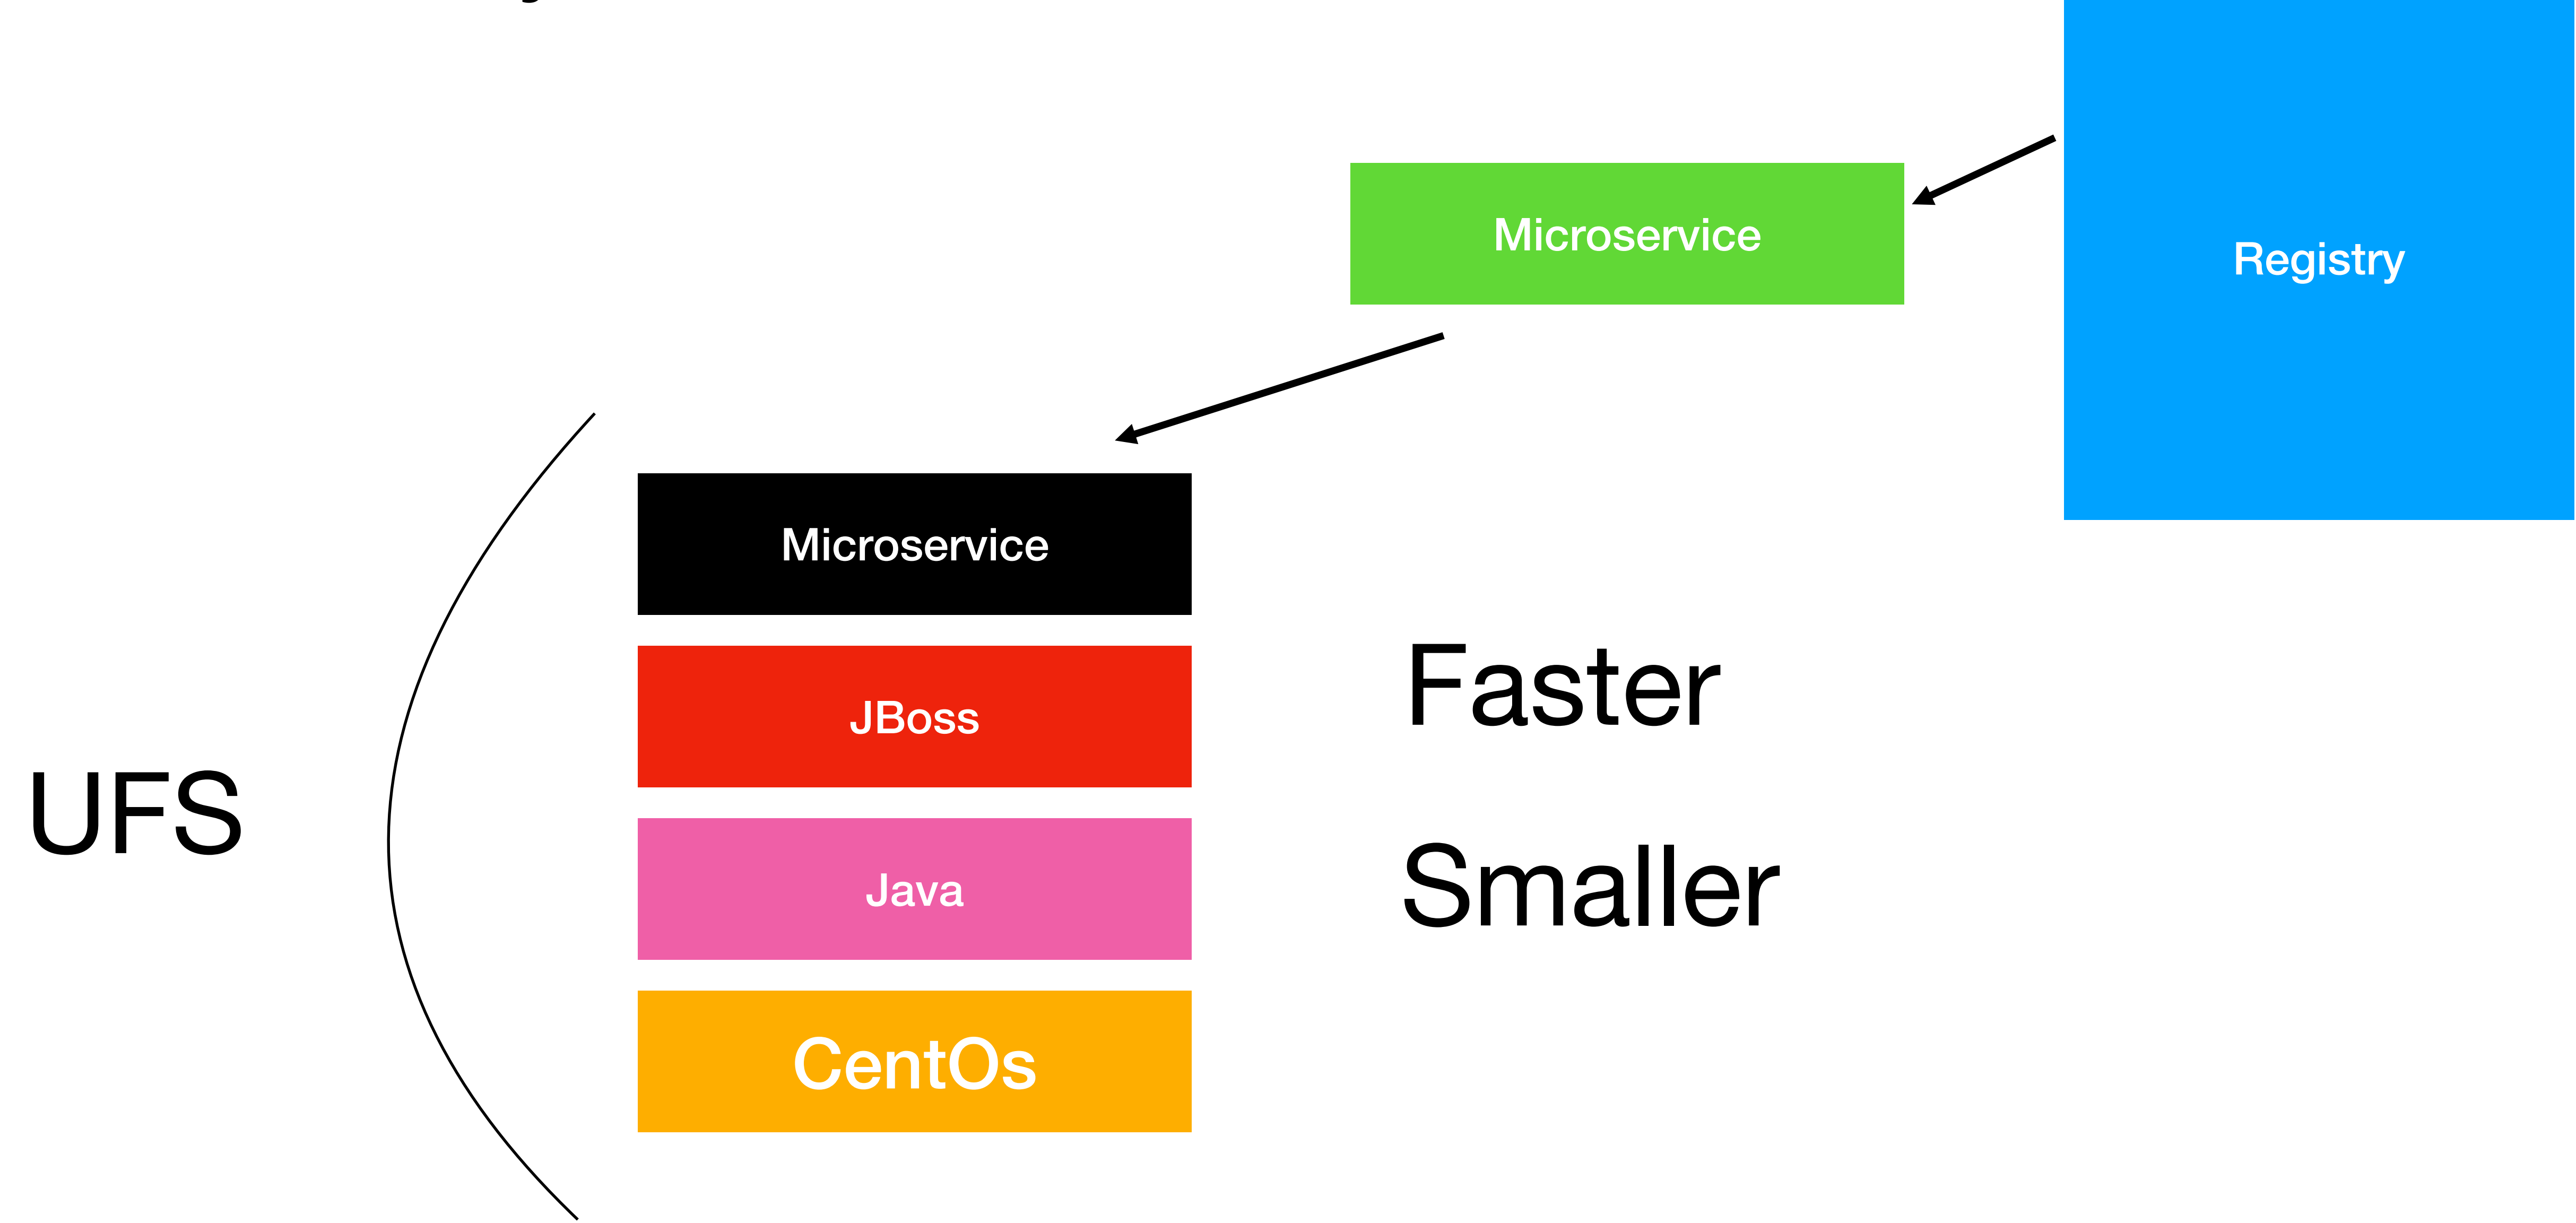 Microservice
Registry
Microservice
JBoss
Java
CentOs
UFS
Faster
Smaller